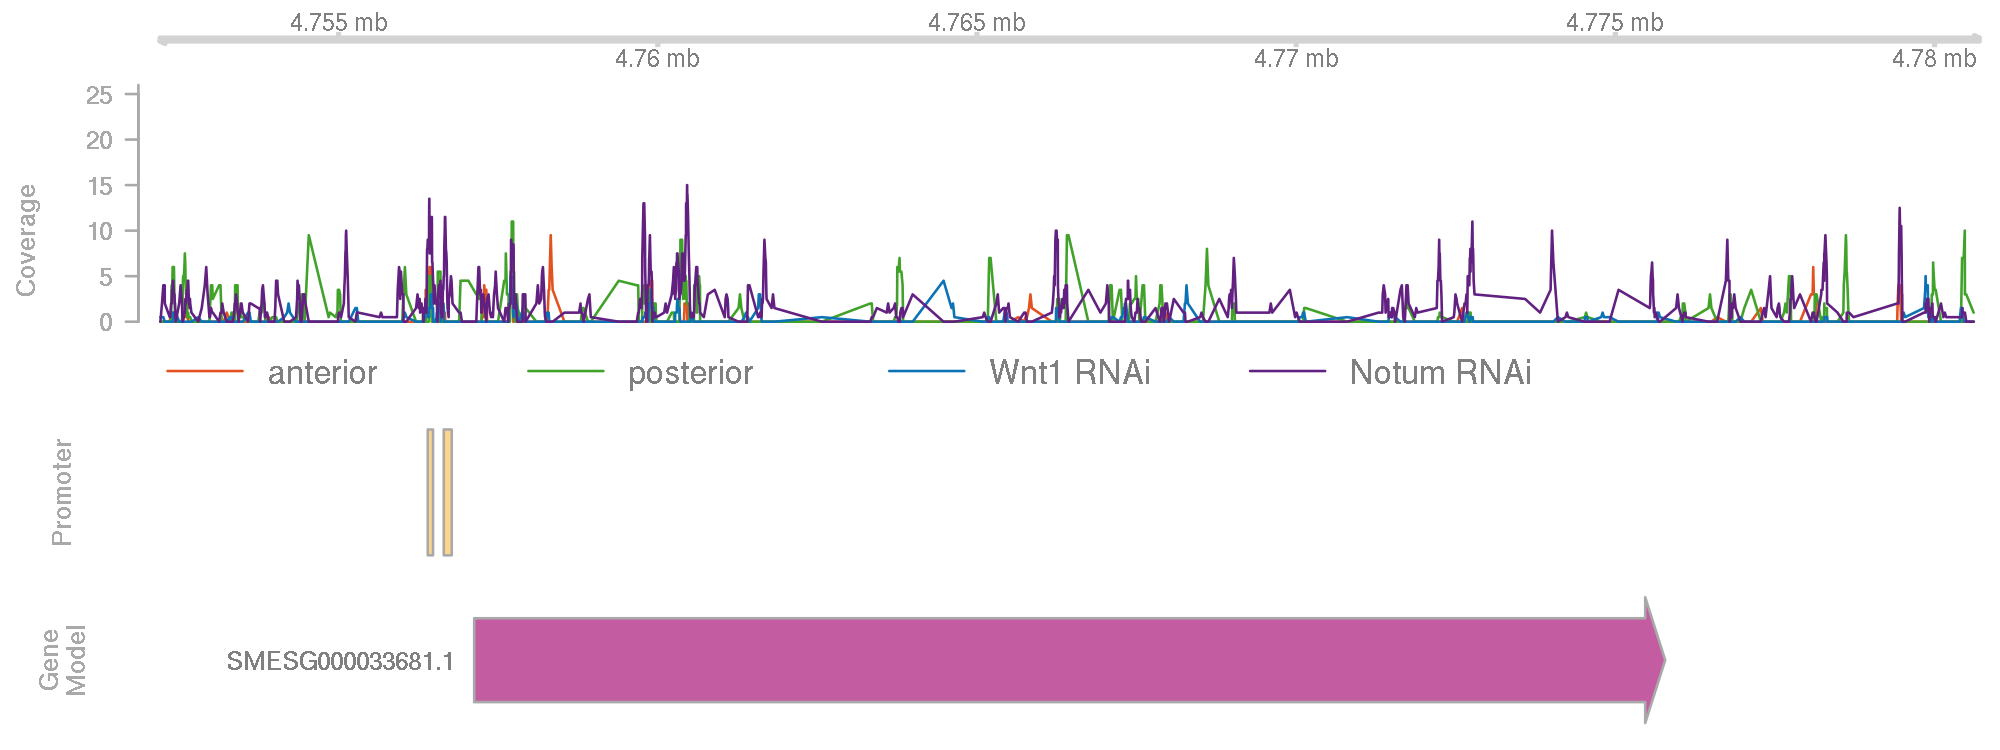 4.755 mb 4.765 mb 4.775 mb
4.76 mb 4.77 mb 4.78 mb
Coverage
25
20
15
10
5
0
anterior posterior Wnt1 RNAi Notum RNAi
Promoter
Gene
Model
SMESG000033681.1